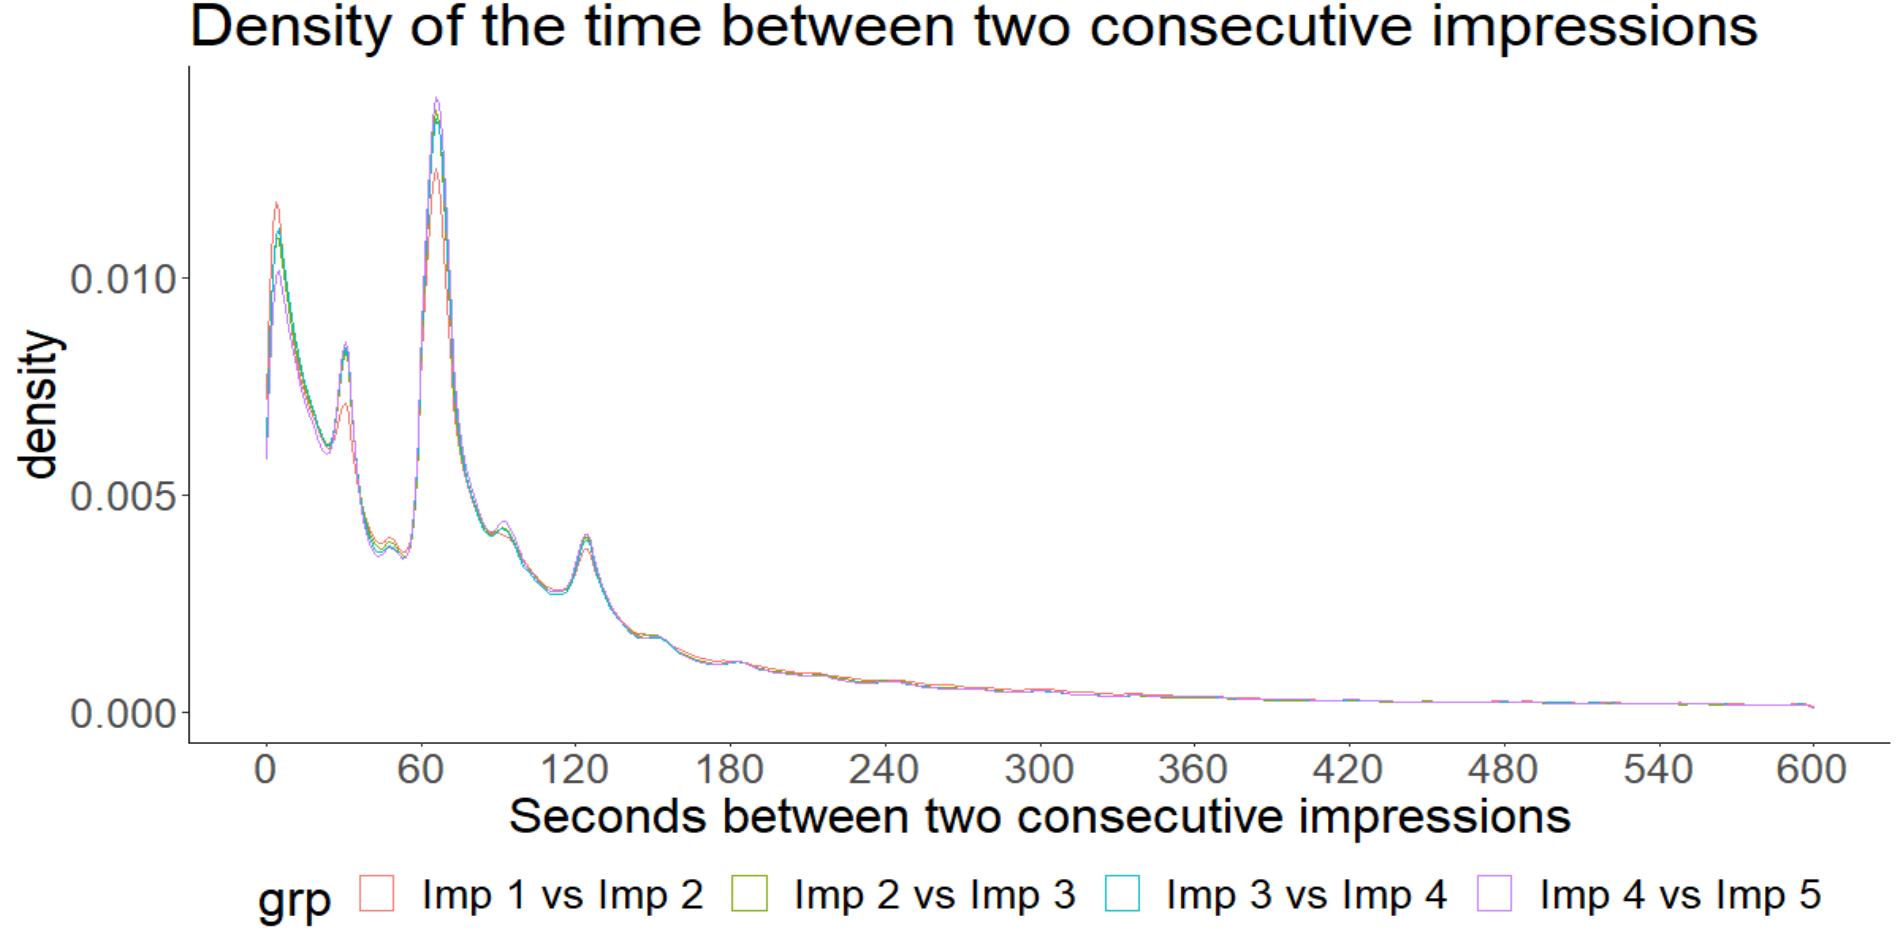 Density of the time between two consecutive impressions
density
0.010
0.005
0.000
0 60 120 180 240 300 360 420 480 540 600
Seconds between two consecutive impressions
grp Imp 1 vs Imp 2 Imp 2 vs Imp 3 Imp 3 vs Imp 4 Imp 4 vs Imp 5